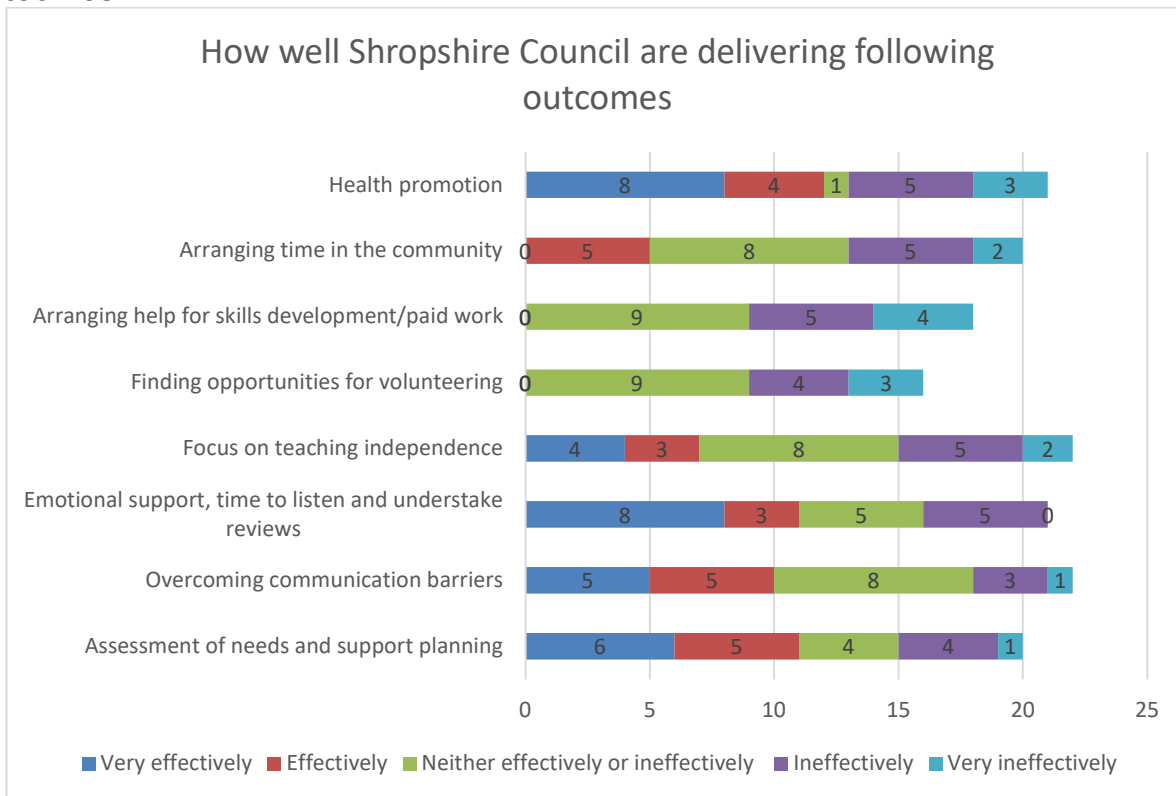 How well Shropshire Council are delivering following
outcomes
Health promotion
8 4 1 5 3
Arranging time in the community
0 5 8 5 2
Arranging help for skills development/paid work
0 9 5 4
Finding opportunities for volunteering
0 9 4 3
Focus on teaching independence
4 3 8 5 2
Emotional support, time to listen and understake
reviews
8 3 5 5 0
Overcoming communication barriers
5 5 8 3 1
Assessment of needs and support planning
6 5 4 4 1
0 5 10 15 20 25
Very effectively Effectively Neither effectively or ineffectively Ineffectively Very ineffectively